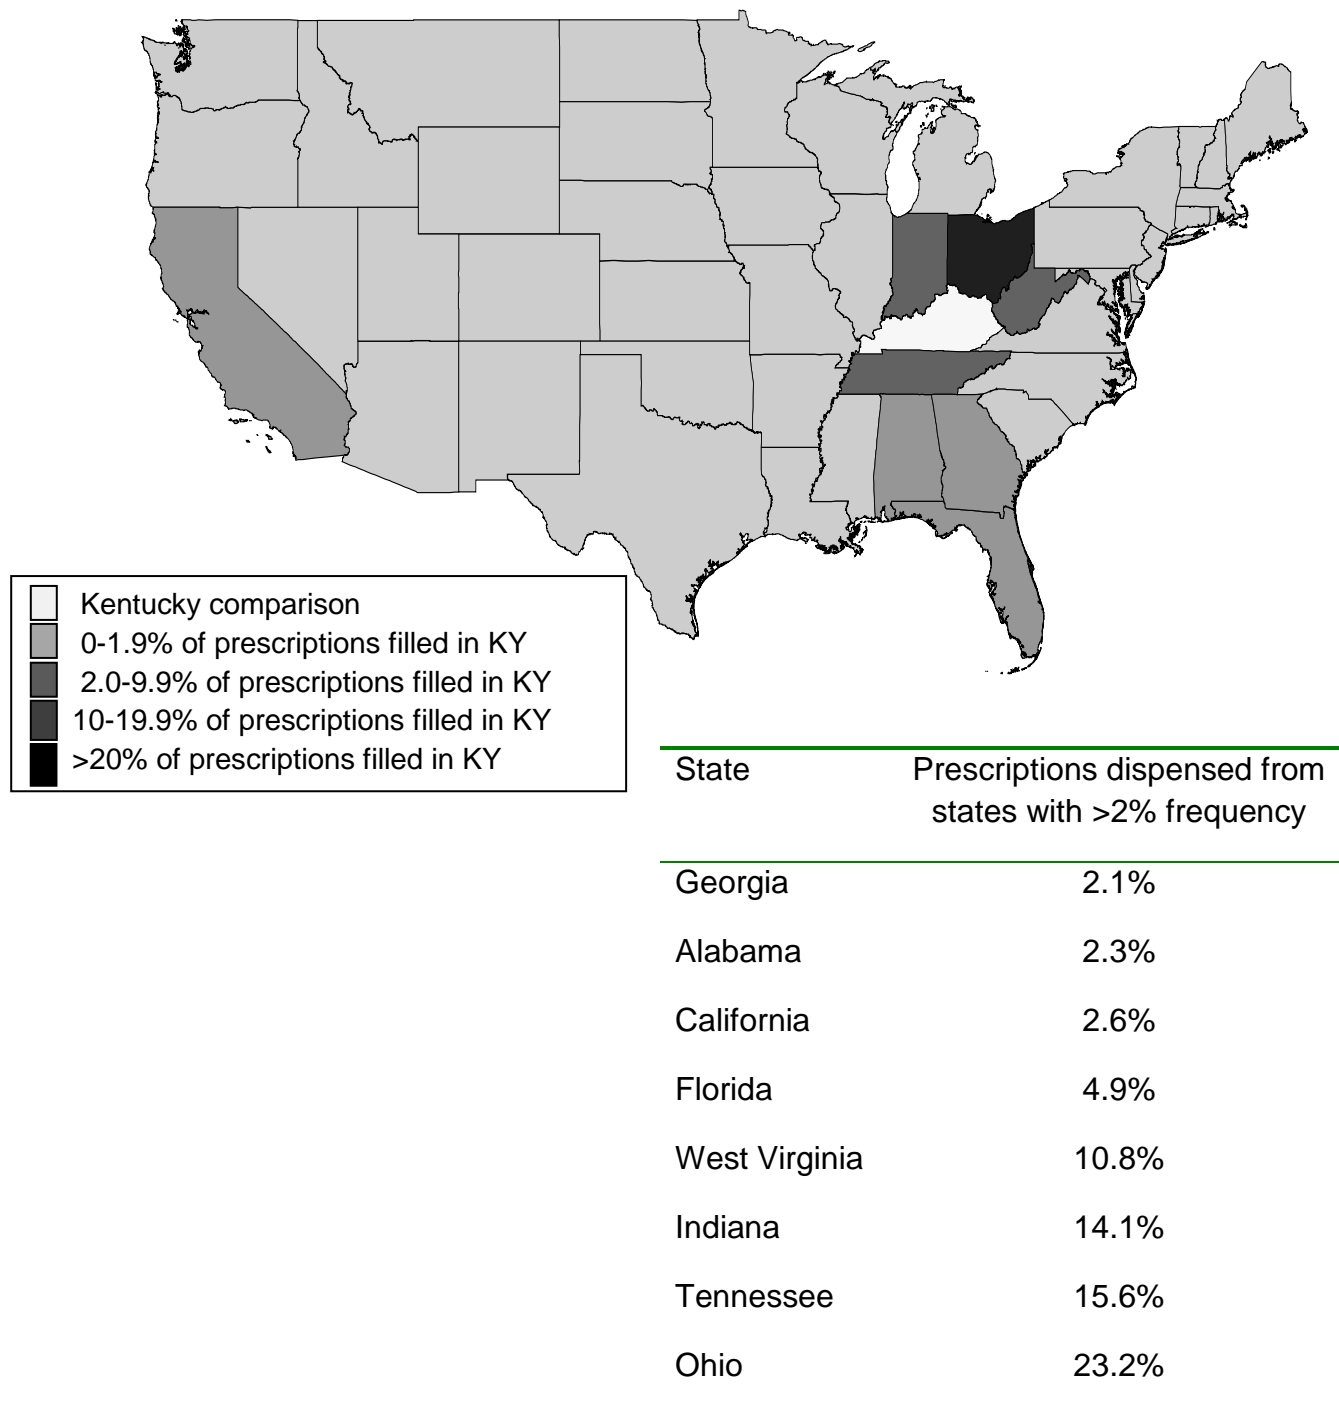 Kentucky comparison
0-1.9% of prescriptions filled in KY
2.0-9.9% of prescriptions filled in KY
10-19.9% of prescriptions filled in KY
>20% of prescriptions filled in KY
State Prescriptions dispensed from
states with >2% frequency
Georgia 2.1%
Alabama 2.3%
California 2.6%
Florida 4.9%
West Virginia 10.8%
Indiana 14.1%
Tennessee 15.6%
Ohio 23.2%